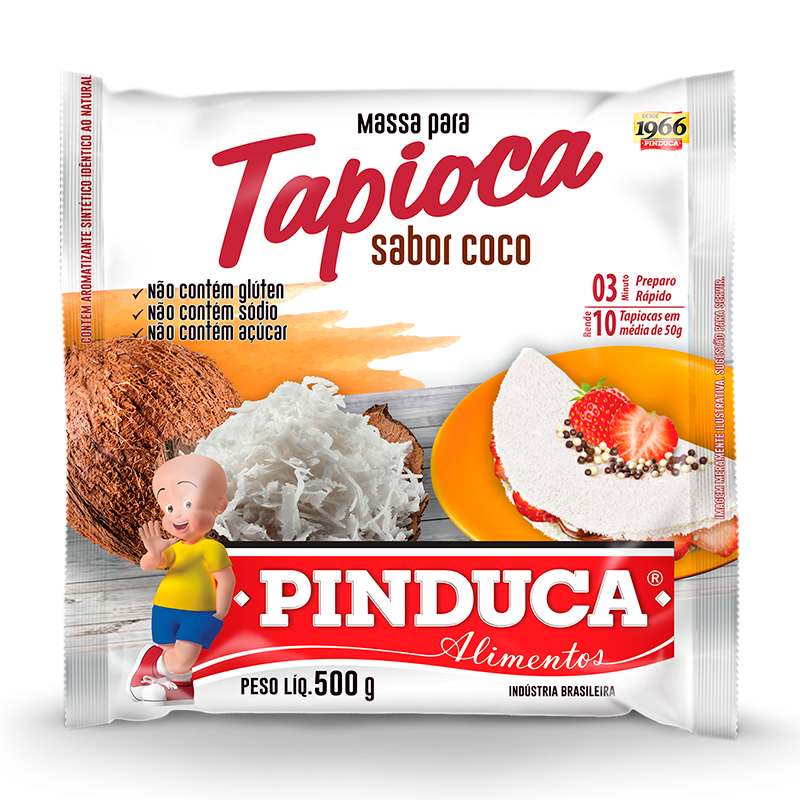 Massa para
Tapioca
sabor coco
DESDE
1966
PINDUCA
CONTÉM AROMATIZANTE SINTÉTICO IDÊNTICO AO NATURAL
Não contém glúten
Não contém sódio
Não contém açúcar
03 Minuto Preparo Rápido
Rende 10 Tapiocas em média de 50g
IMAGEM MERAMENTE ILUSTRATIVA. SUGESTÃO PARA SERVIR.
PINDUCA®
Alimentos
PESO LÍQ. 500 g
INDÚSTRIA BRASILEIRA